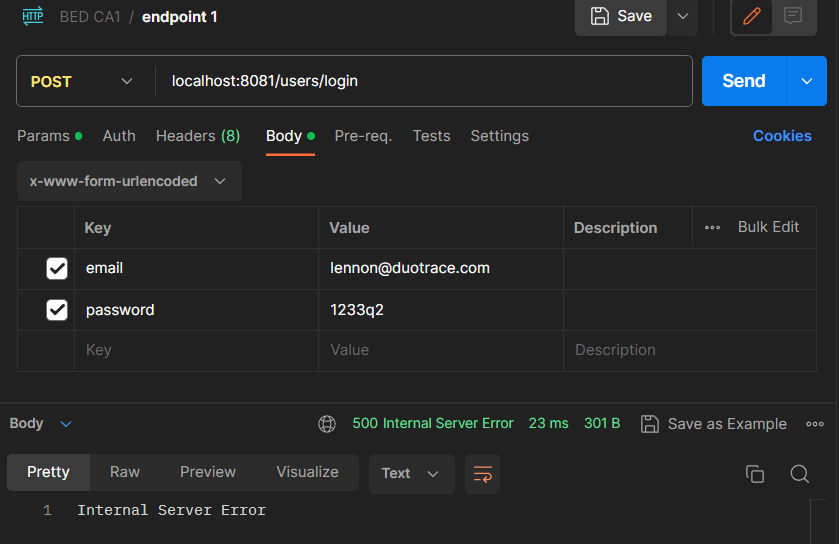 HTTP BED CA1 / endpoint 1 Save
POST localhost:8081/users/login Send
Params Auth Headers (8) Body Pre-req. Tests Settings Cookies
x-www-form-urlencoded
Key Value Description ••• Bulk Edit
email lennon@duotrace.com
password 1233q2
Key Value Description
Body 500 Internal Server Error 23 ms 301 B Save as Example
Pretty Raw Preview Visualize Text
1 Internal Server Error